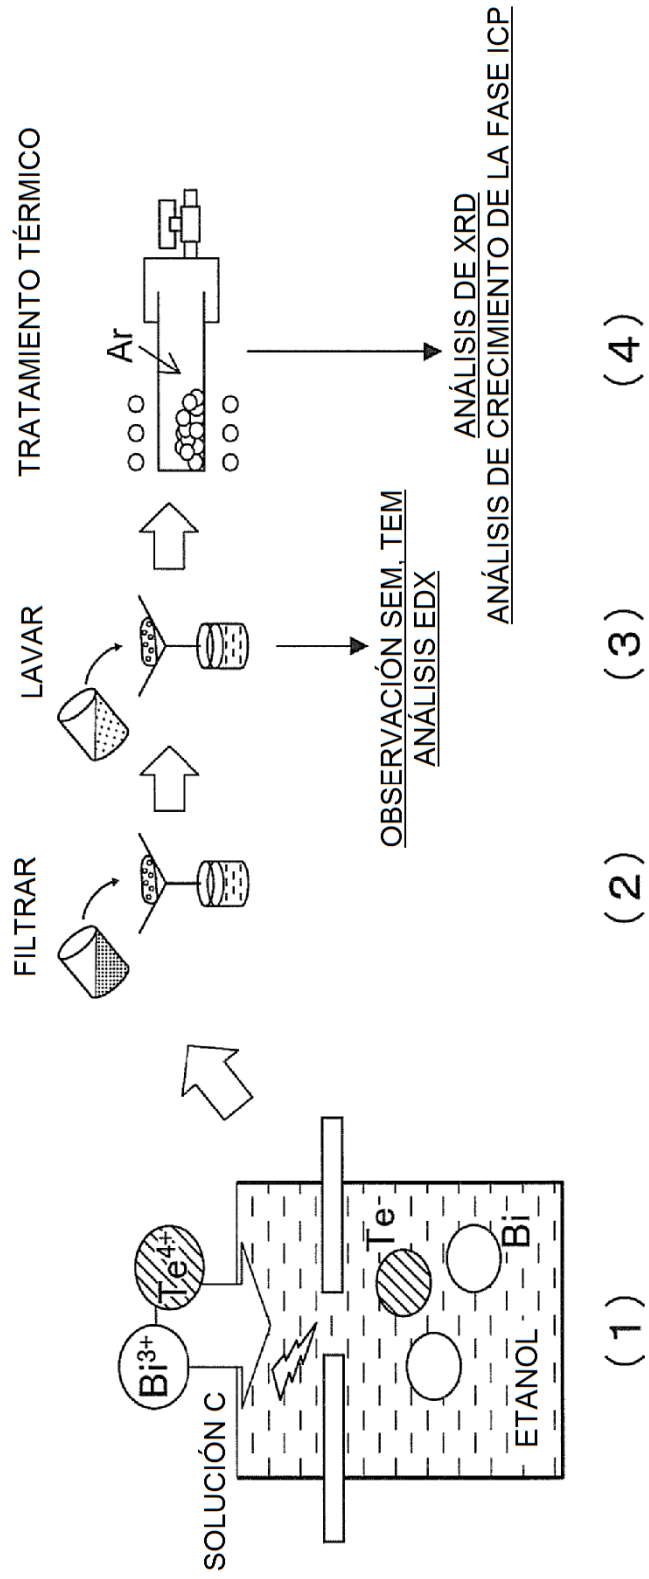 SOLUCIÓN C
Bi3+
Te4+
Te
Bi
ETANOL
(1)
FILTRAR
(2)
LAVAR
OBSERVACIÓN SEM, TEM
ANÁLISIS EDX
(3)
TRATAMIENTO TÉRMICO
Ar
ANÁLISIS DE XRD
ANÁLISIS DE CRECIMIENTO DE LA FASE ICP
(4)